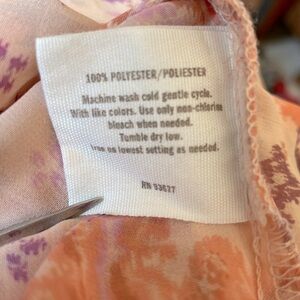 100% POLYESTER/POLIESTER
Machine wash cold gentle cycle.
With like colors. Use only non-chlorine
bleach when needed.
Tumble dry low.
Iron on lowest setting as needed.
RN 93677